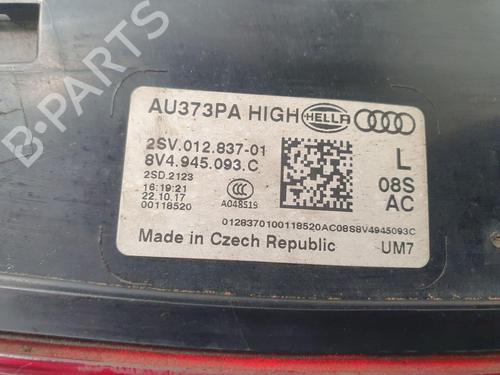 AU373PA HIGH HELLA
2SV.012.837-01 L
8V4.945.093.C
2SD.2123 08S
16:19:21 AC
22.10.17 A048519
00118520
0128370100118520AC08S8V4945093C
Made in Czech Republic UM7
B-PARTS